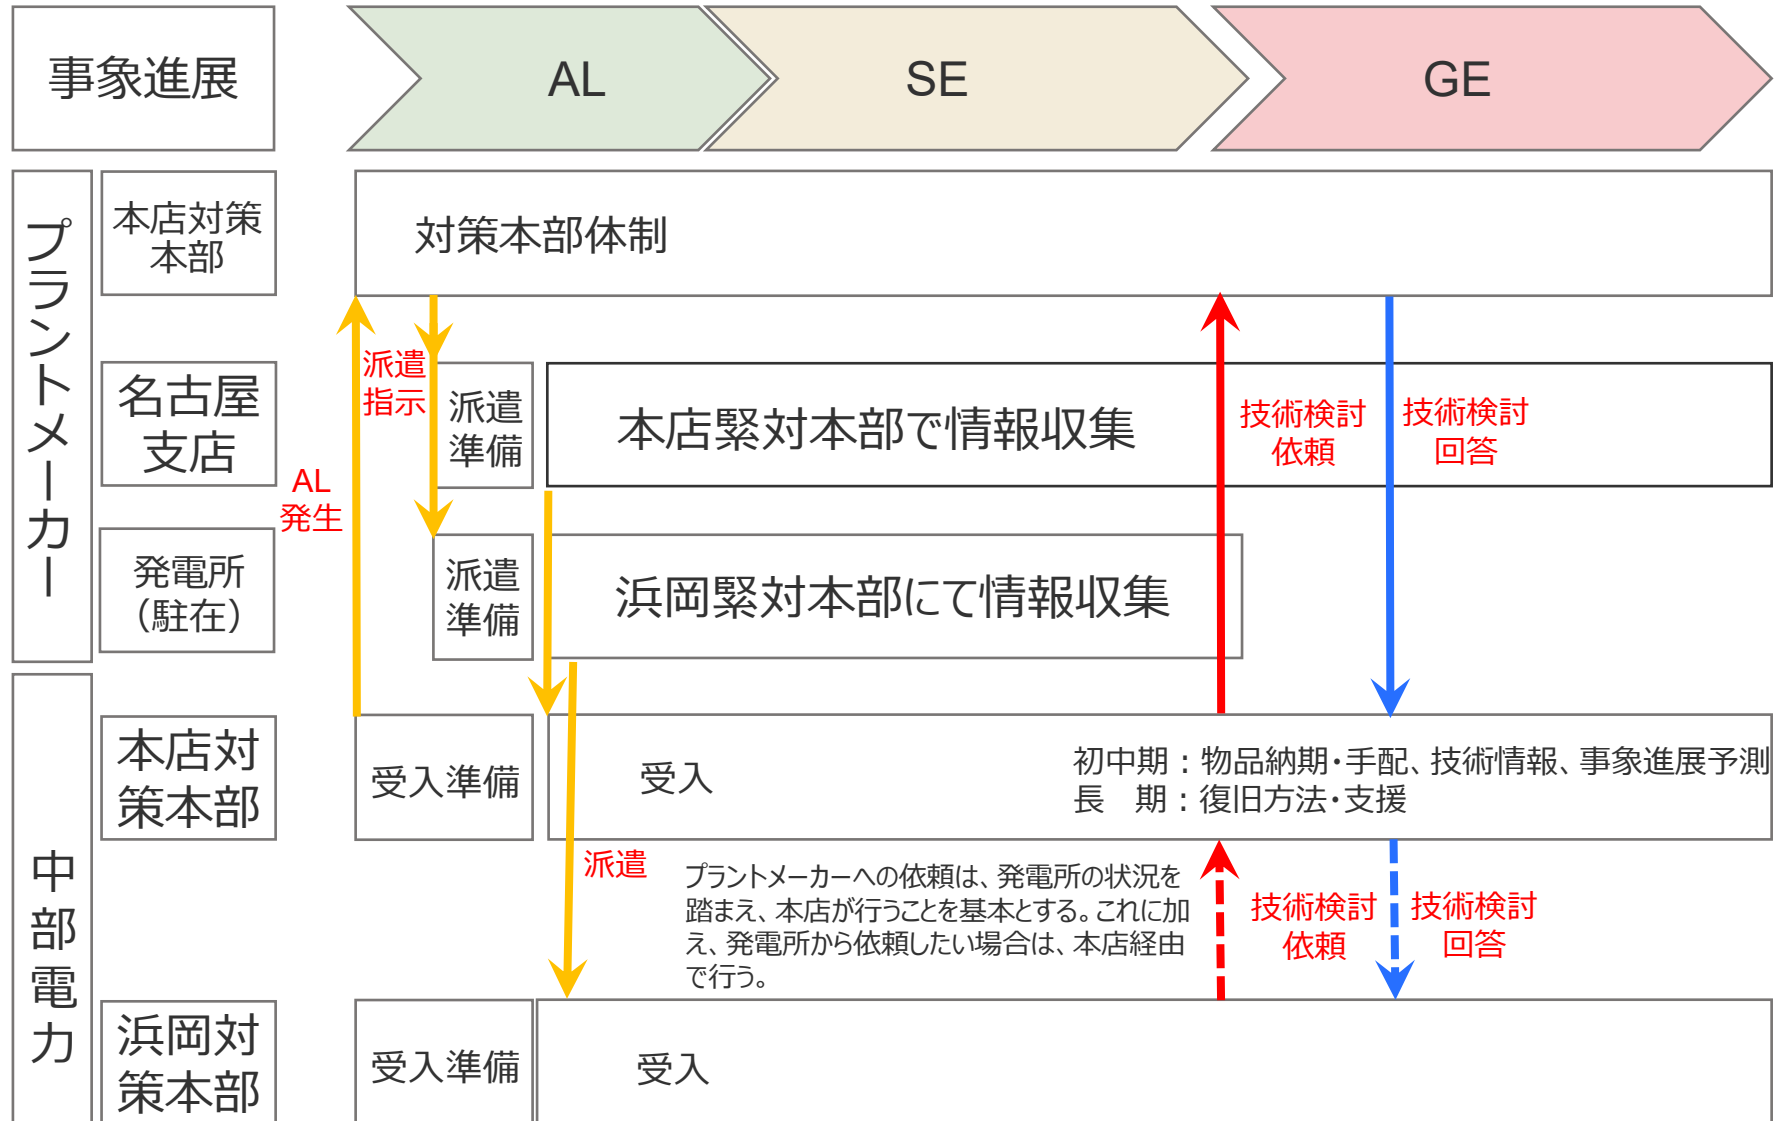 事象進展
AL
SE
GE
プラントメーカー
本店対策
本部
対策本部体制
派遣
指示
名古屋
支店
派遣
準備
本店緊対本部で情報収集
技術検討
依頼
技術検討
回答
AL
発生
発電所
（駐在）
派遣
準備
浜岡緊対本部にて情報収集
中部電力
本店対
策本部
受入準備
受入
初中期：物品納期・手配、技術情報、事象進展予測
長　期：復旧方法・支援
派遣
プラントメーカーへの依頼は、発電所の状況を
踏まえ、本店が行うことを基本とする。これに加
え、発電所から依頼したい場合は、本店経由
で行う。
技術検討
依頼
技術検討
回答
浜岡対
策本部
受入準備
受入